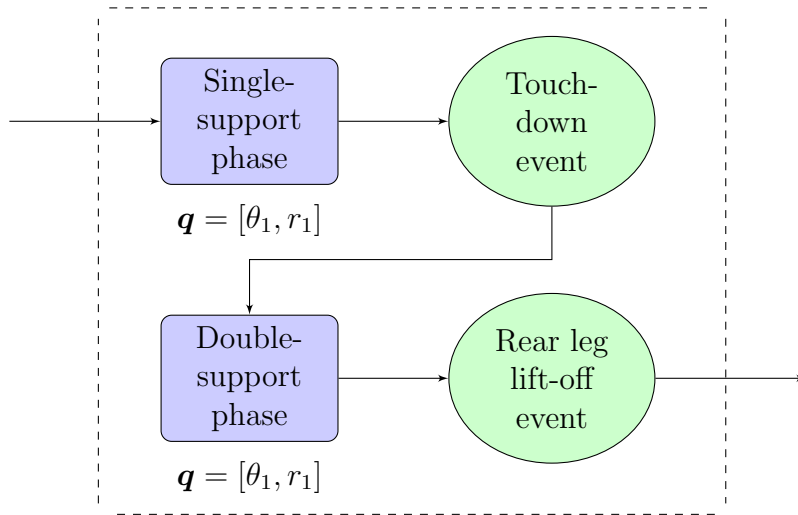 Single-
support
phase
Touch-
down
event
q = [θ₁, r₁]
Double-
support
phase
Rear leg
lift-off
event
q = [θ₁, r₁]